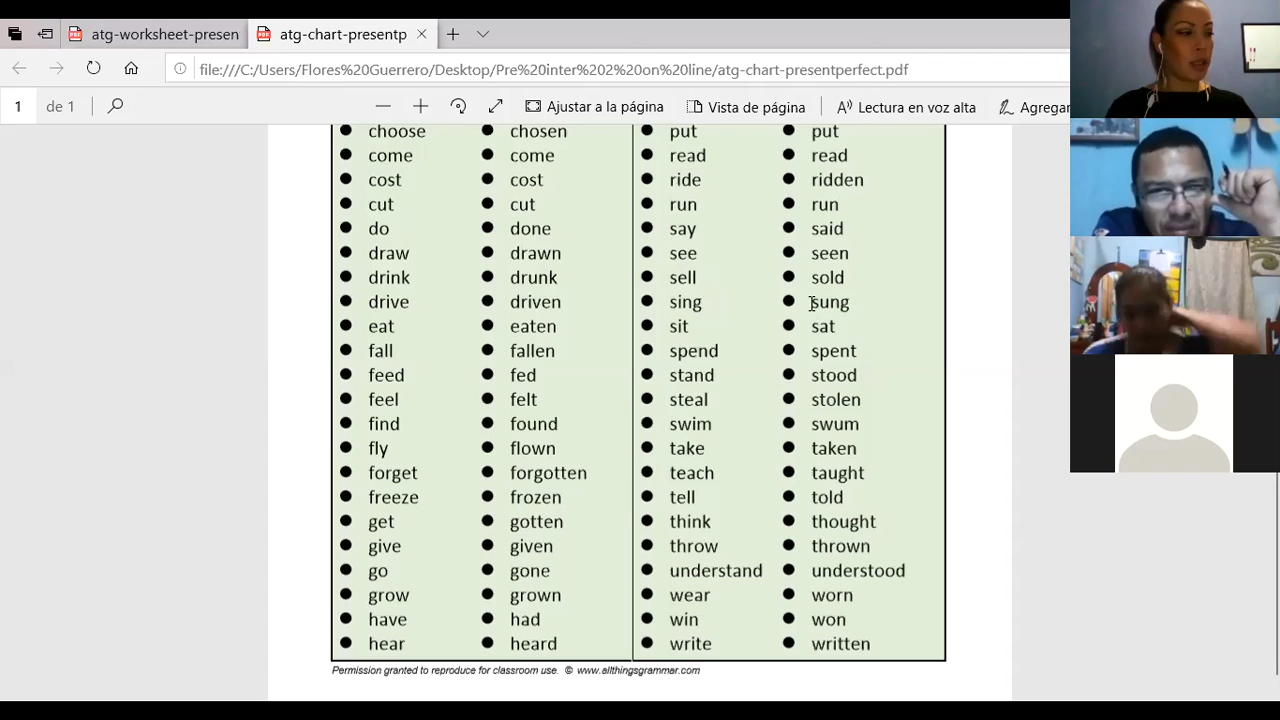 atg-worksheet-presen
atg-chart-presentp
file:///C:/Users/Flores%20Guerrero/Desktop/Pre%20inter%202%20on%20line/atg-chart-presentperfect.pdf
1 de 1 Ajustar a la página Vista de página Lectura en voz alta Agregar
choose chosen put put
come come read read
cost cost ride ridden
cut cut run run
do done say said
draw drawn see seen
drink drunk sell sold
drive driven sing sung
eat eaten sit sat
fall fallen spend spent
feed fed stand stood
feel felt steal stolen
find found swim swum
fly flown take taken
forget forgotten teach taught
freeze frozen tell told
get gotten think thought
give given throw thrown
go gone understand understood
grow grown wear worn
have had win won
hear heard write written
Permission granted to reproduce for classroom use. © www.allthingsgrammar.com